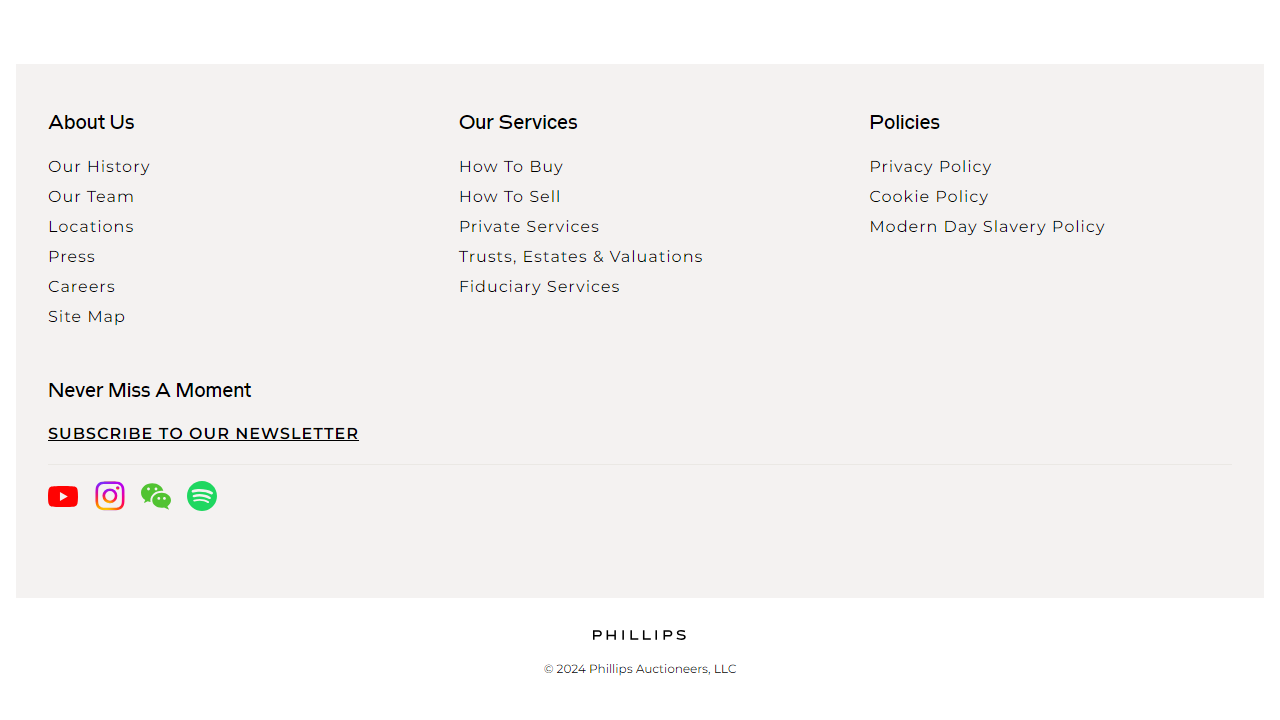 About Us
Our History
Our Team
Locations
Press
Careers
Site Map
Our Services
How To Buy
How To Sell
Private Services
Trusts, Estates & Valuations
Fiduciary Services
Policies
Privacy Policy
Cookie Policy
Modern Day Slavery Policy
Never Miss A Moment
SUBSCRIBE TO OUR NEWSLETTER
PHILLIPS
© 2024 Phillips Auctioneers, LLC